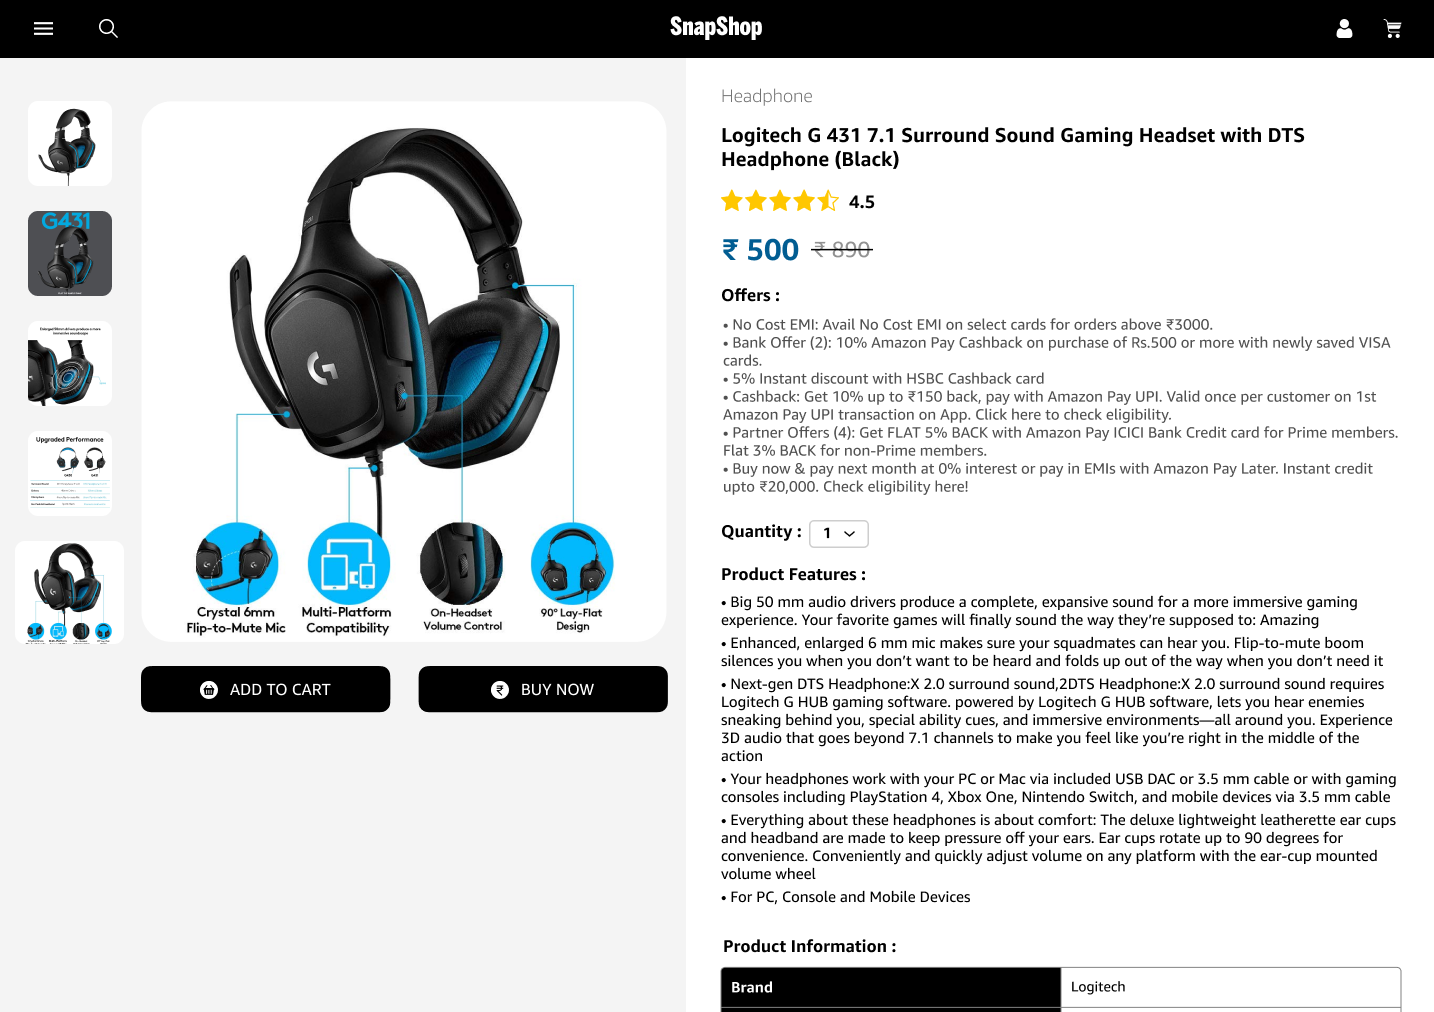 SnapShop
G431
Upgraded Performance
Crystal 6mm
Flip-to-Mute Mic
Multi-Platform
Compatibility
On-Headset
Volume Control
90° Lay-Flat
Design
ADD TO CART
₹ BUY NOW
Headphone
Logitech G 431 7.1 Surround Sound Gaming Headset with DTS
Headphone (Black)
4.5
₹ 500 ₹ 890
Offers :
• No Cost EMI: Avail No Cost EMI on select cards for orders above ₹3000.
• Bank Offer (2): 10% Amazon Pay Cashback on purchase of Rs.500 or more with newly saved VISA
cards.
• 5% Instant discount with HSBC Cashback card
• Cashback: Get 10% up to ₹150 back, pay with Amazon Pay UPI. Valid once per customer on 1st
Amazon Pay UPI transaction on App. Click here to check eligibility.
• Partner Offers (4): Get FLAT 5% BACK with Amazon Pay ICICI Bank Credit card for Prime members.
Flat 3% BACK for non-Prime members.
• Buy now & pay next month at 0% interest or pay in EMIs with Amazon Pay Later. Instant credit
upto ₹20,000. Check eligibility here!
Quantity : 1
Product Features :
• Big 50 mm audio drivers produce a complete, expansive sound for a more immersive gaming
experience. Your favorite games will finally sound the way they’re supposed to: Amazing
• Enhanced, enlarged 6 mm mic makes sure your squadmates can hear you. Flip-to-mute boom
silences you when you don’t want to be heard and folds up out of the way when you don’t need it
• Next-gen DTS Headphone:X 2.0 surround sound,2DTS Headphone:X 2.0 surround sound requires
Logitech G HUB gaming software. powered by Logitech G HUB software, lets you hear enemies
sneaking behind you, special ability cues, and immersive environments—all around you. Experience
3D audio that goes beyond 7.1 channels to make you feel like you’re right in the middle of the
action
• Your headphones work with your PC or Mac via included USB DAC or 3.5 mm cable or with gaming
consoles including PlayStation 4, Xbox One, Nintendo Switch, and mobile devices via 3.5 mm cable
• Everything about these headphones is about comfort: The deluxe lightweight leatherette ear cups
and headband are made to keep pressure off your ears. Ear cups rotate up to 90 degrees for
convenience. Conveniently and quickly adjust volume on any platform with the ear-cup mounted
volume wheel
• For PC, Console and Mobile Devices
Product Information :
Brand Logitech